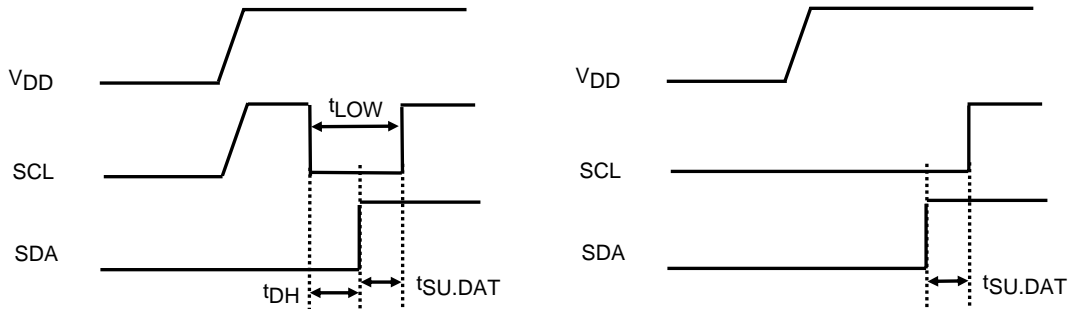 VDD
tLOW
SCL
SDA
tDH
tSU.DAT
VDD
SCL
SDA
tSU.DAT